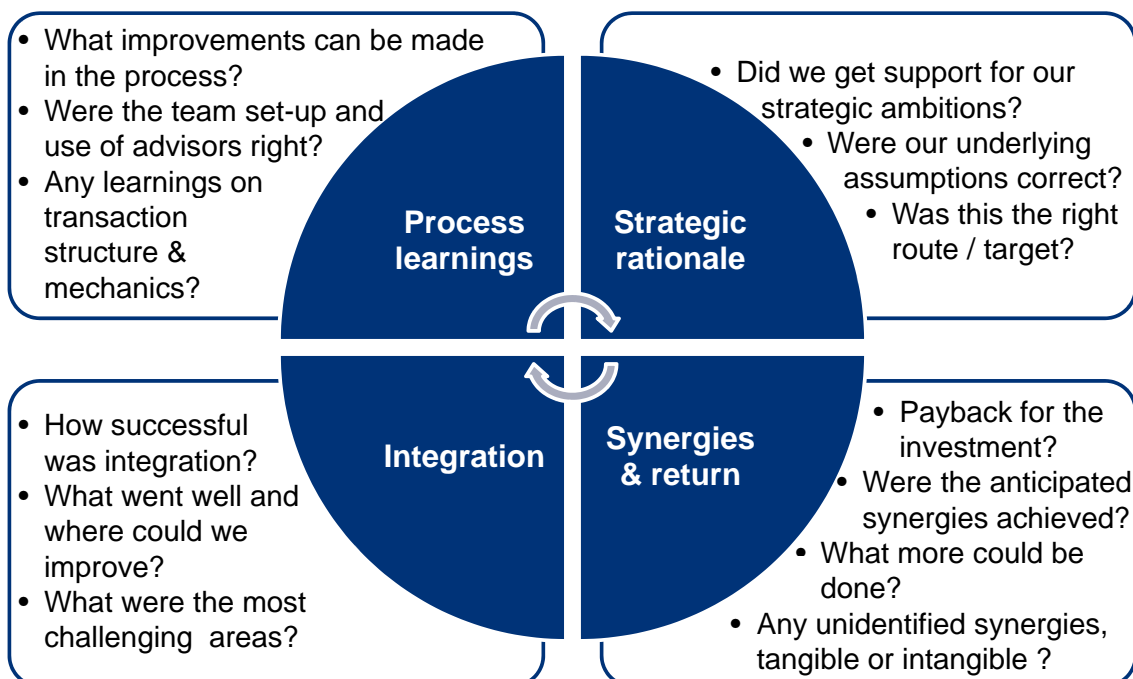 • What improvements can be made
in the process?
• Were the team set-up and
use of advisors right?
• Any learnings on
transaction
structure &
mechanics?
• Did we get support for our
strategic ambitions?
• Were our underlying
assumptions correct?
• Was this the right
route / target?
Process
learnings
Strategic
rationale
Integration
Synergies
& return
• How successful
was integration?
• What went well and
where could we
improve?
• What were the most
challenging  areas?
• Payback for the
investment?
• Were the anticipated
synergies achieved?
• What more could be
done?
• Any unidentified synergies,
tangible or intangible ?